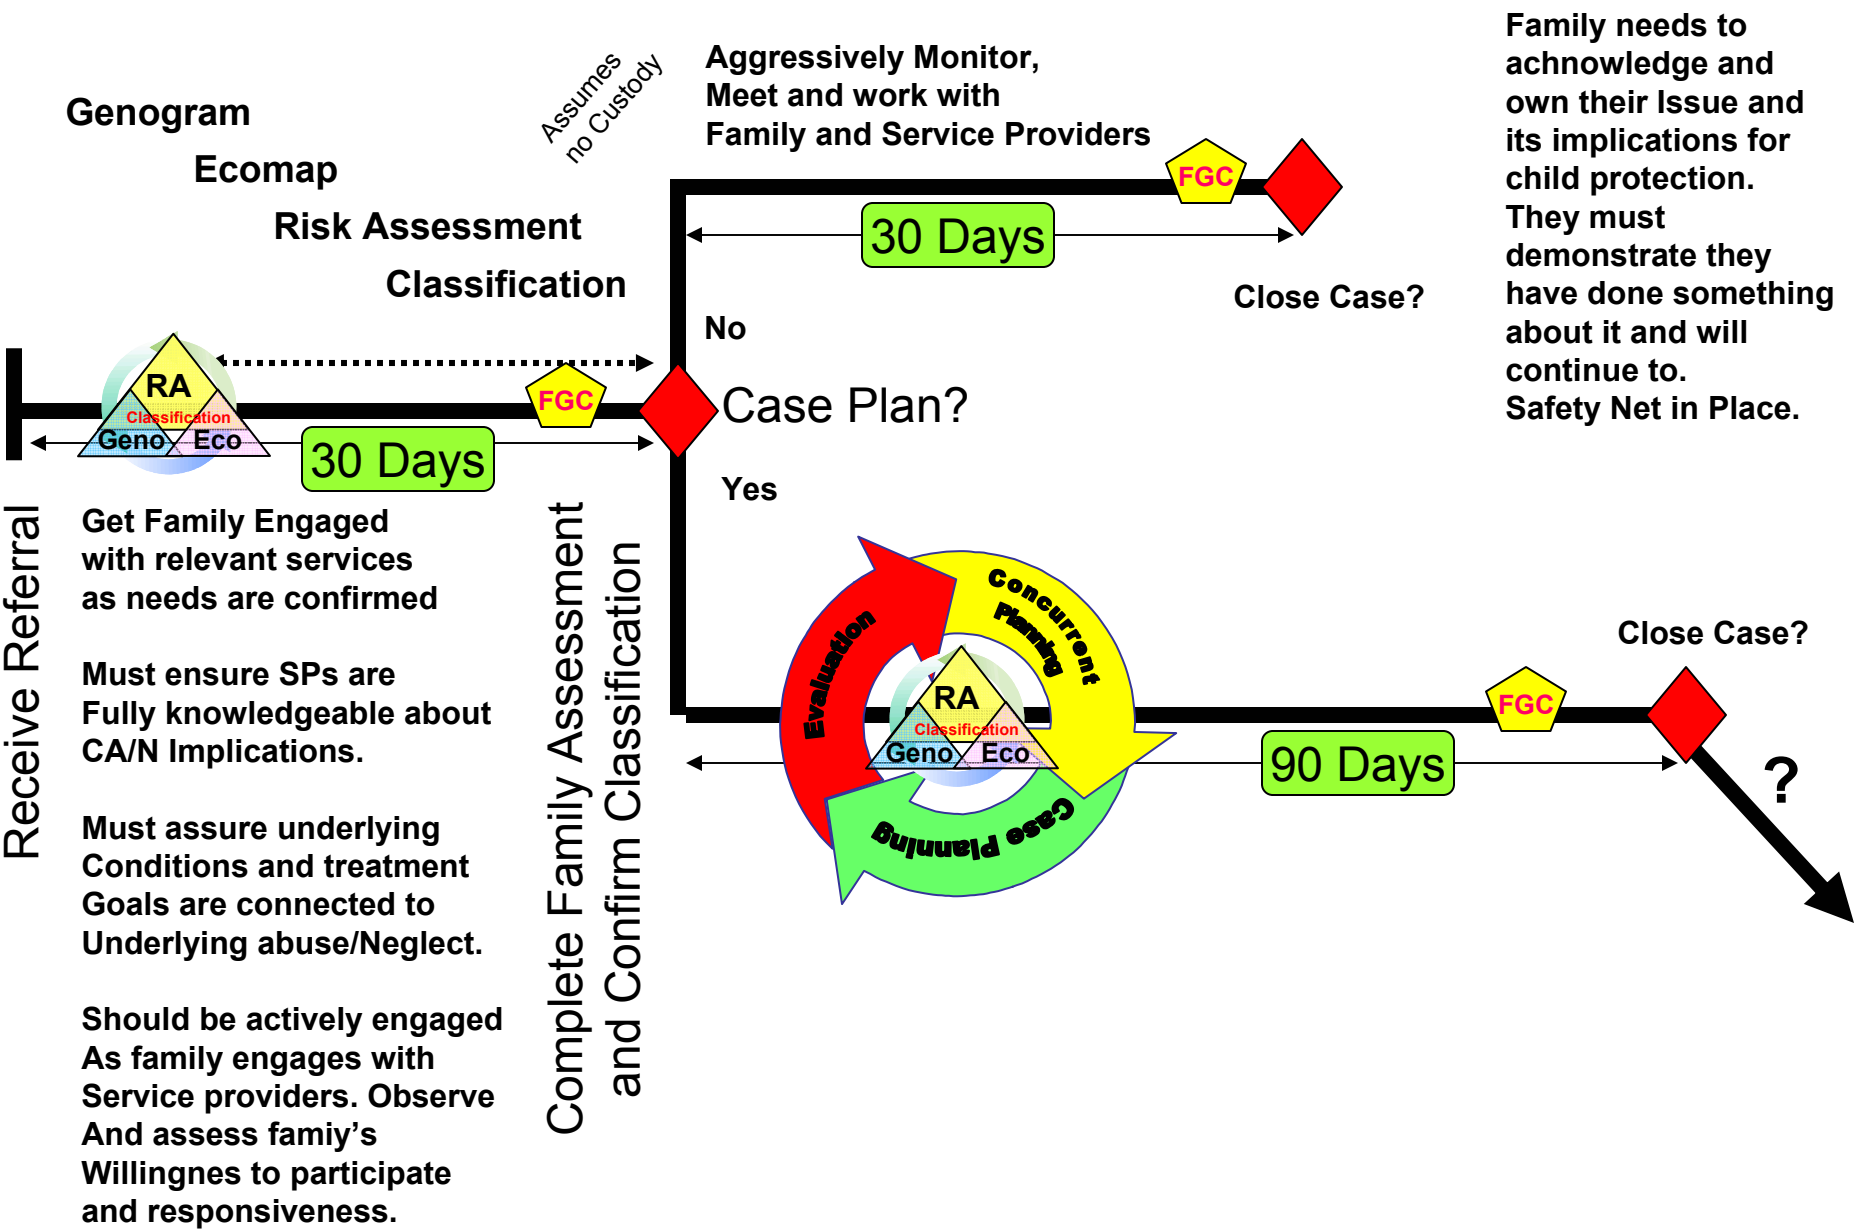 Genogram
Ecomap
Risk Assessment
Classification
Assumes
no Custody
Aggressively Monitor,
Meet and work with
Family and Service Providers
FGC
30 Days
Close Case?
Family needs to
achnowledge and
own their Issue and
its implications for
child protection.
They must
demonstrate they
have done something
about it and will
continue to.
Safety Net in Place.
No
RA
Classification
Geno
Eco
FGC
30 Days
Case Plan?
Yes
Receive Referral
Get Family Engaged
with relevant services
as needs are confirmed
Must ensure SPs are
Fully knowledgeable about
CA/N Implications.
Must assure underlying
Conditions and treatment
Goals are connected to
Underlying abuse/Neglect.
Should be actively engaged
As family engages with
Service providers. Observe
And assess famiy's
Willingnes to participate
and responsiveness.
Complete Family Assessment
and Confirm Classification
Evaluation
Concurrent
Planning
Case Planning
RA
Classification
Geno
Eco
90 Days
FGC
Close Case?
?